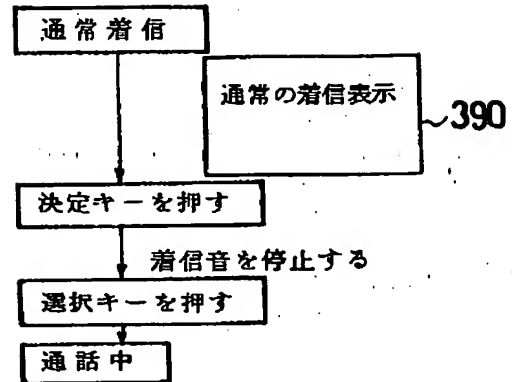 通常着信
通常の着信表示
390
決定キーを押す
着信音を停止する
選択キーを押す
通話中